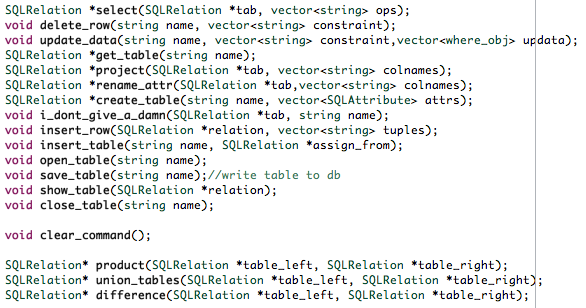 SQLRelation *select(SQLRelation *tab, vector<string> ops);
void delete_row(string name, vector<string> constraint);
void update_data(string name, vector<string> constraint,vector<where_obj> updata);
SQLRelation *get_table(string name);
SQLRelation *project(SQLRelation *tab, vector<string> colnames);
SQLRelation *rename_attr(SQLRelation *tab,vector<string> colnames);
SQLRelation *create_table(string name, vector<SQLAttribute> attrs);
void i_dont_give_a_damn(SQLRelation *tab, string name);
void insert_row(SQLRelation *relation, vector<string> tuples);
void insert_table(string name, SQLRelation *assign_from);
void open_table(string name);
void save_table(string name);//write table to db
void show_table(SQLRelation *relation);
void close_table(string name);
void clear_command();
SQLRelation* product(SQLRelation *table_left, SQLRelation *table_right);
SQLRelation* union_tables(SQLRelation *table_left, SQLRelation *table_right);
SQLRelation* difference(SQLRelation *table_left, SQLRelation *table_right);